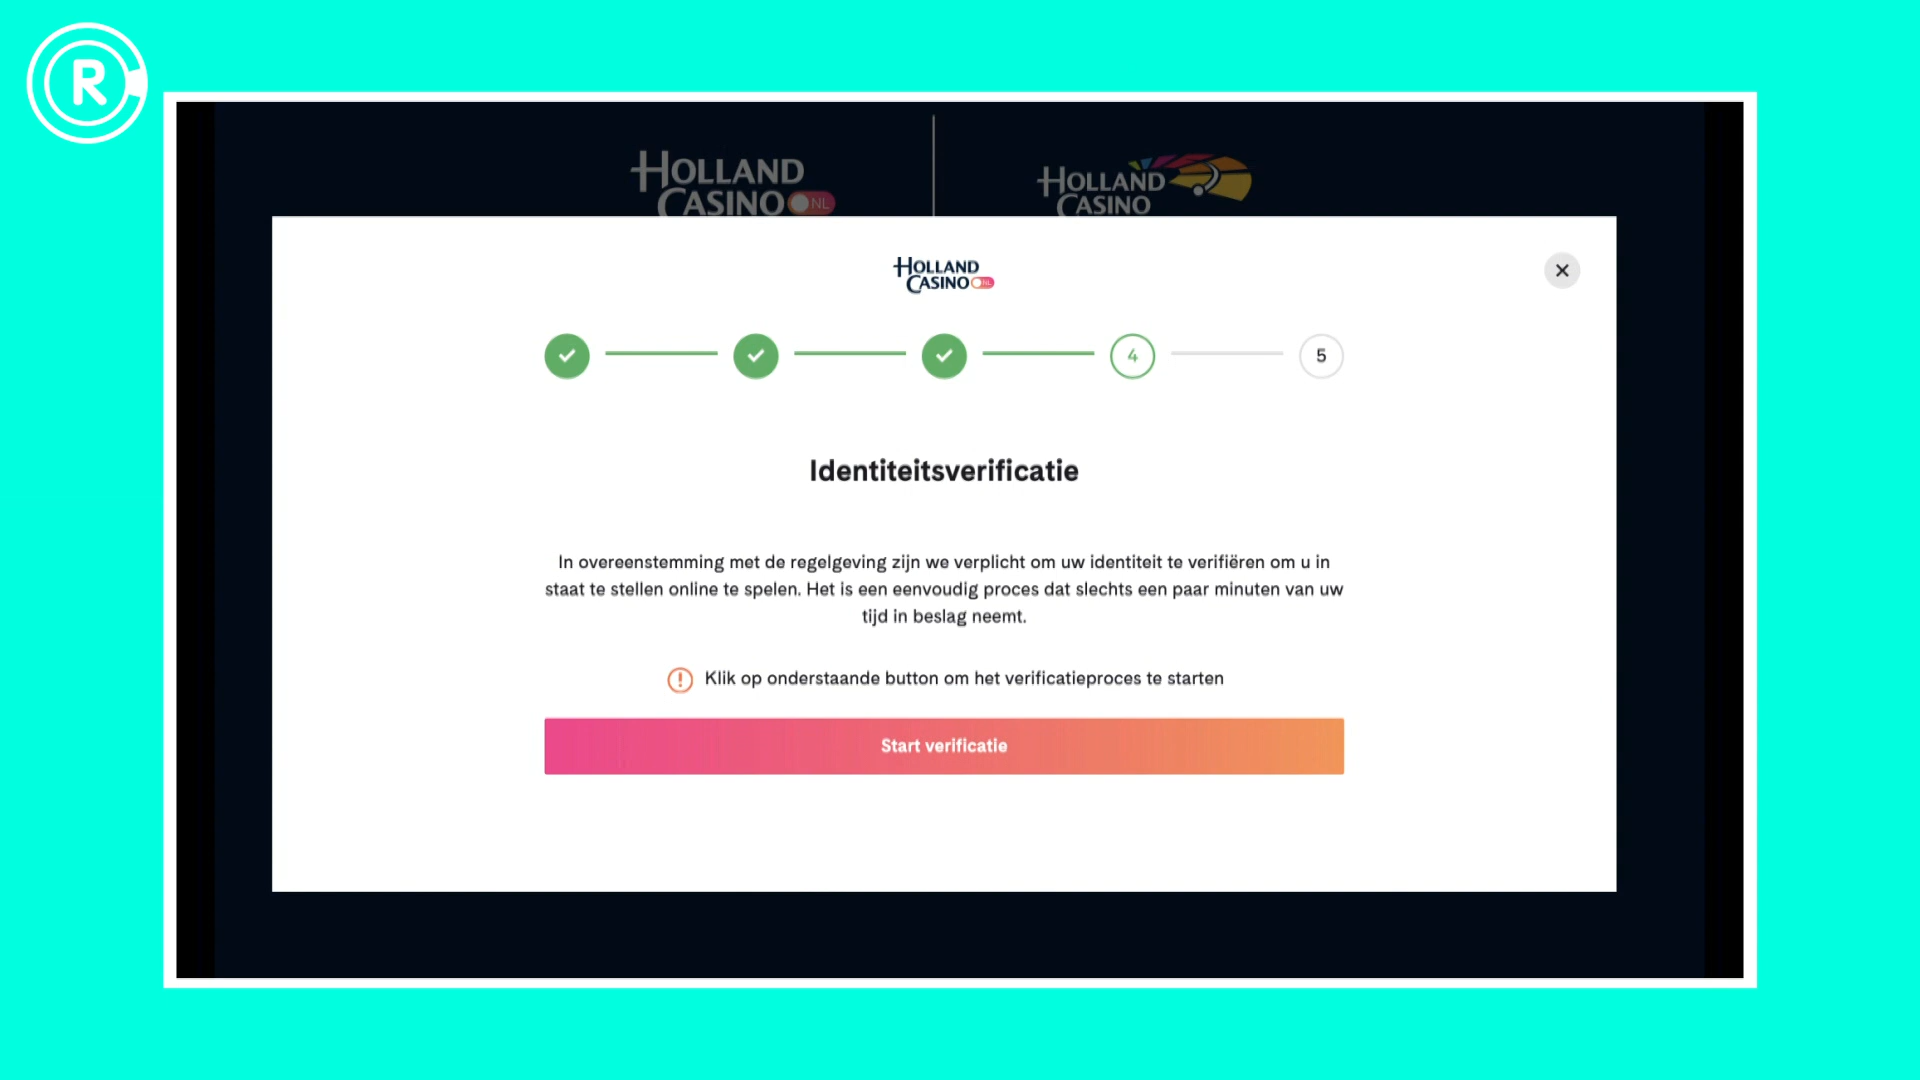 R
HOLLAND
CASINO NL
HOLLAND
CASINO
HOLLAND
CASINO NL
4
5
Identiteitsverificatie
In overeenstemming met de regelgeving zijn we verplicht om uw identiteit te verifiëren om u in
staat te stellen online te spelen. Het is een eenvoudig proces dat slechts een paar minuten van uw
tijd in beslag neemt.
Klik op onderstaande button om het verificatieproces te starten
Start verificatie